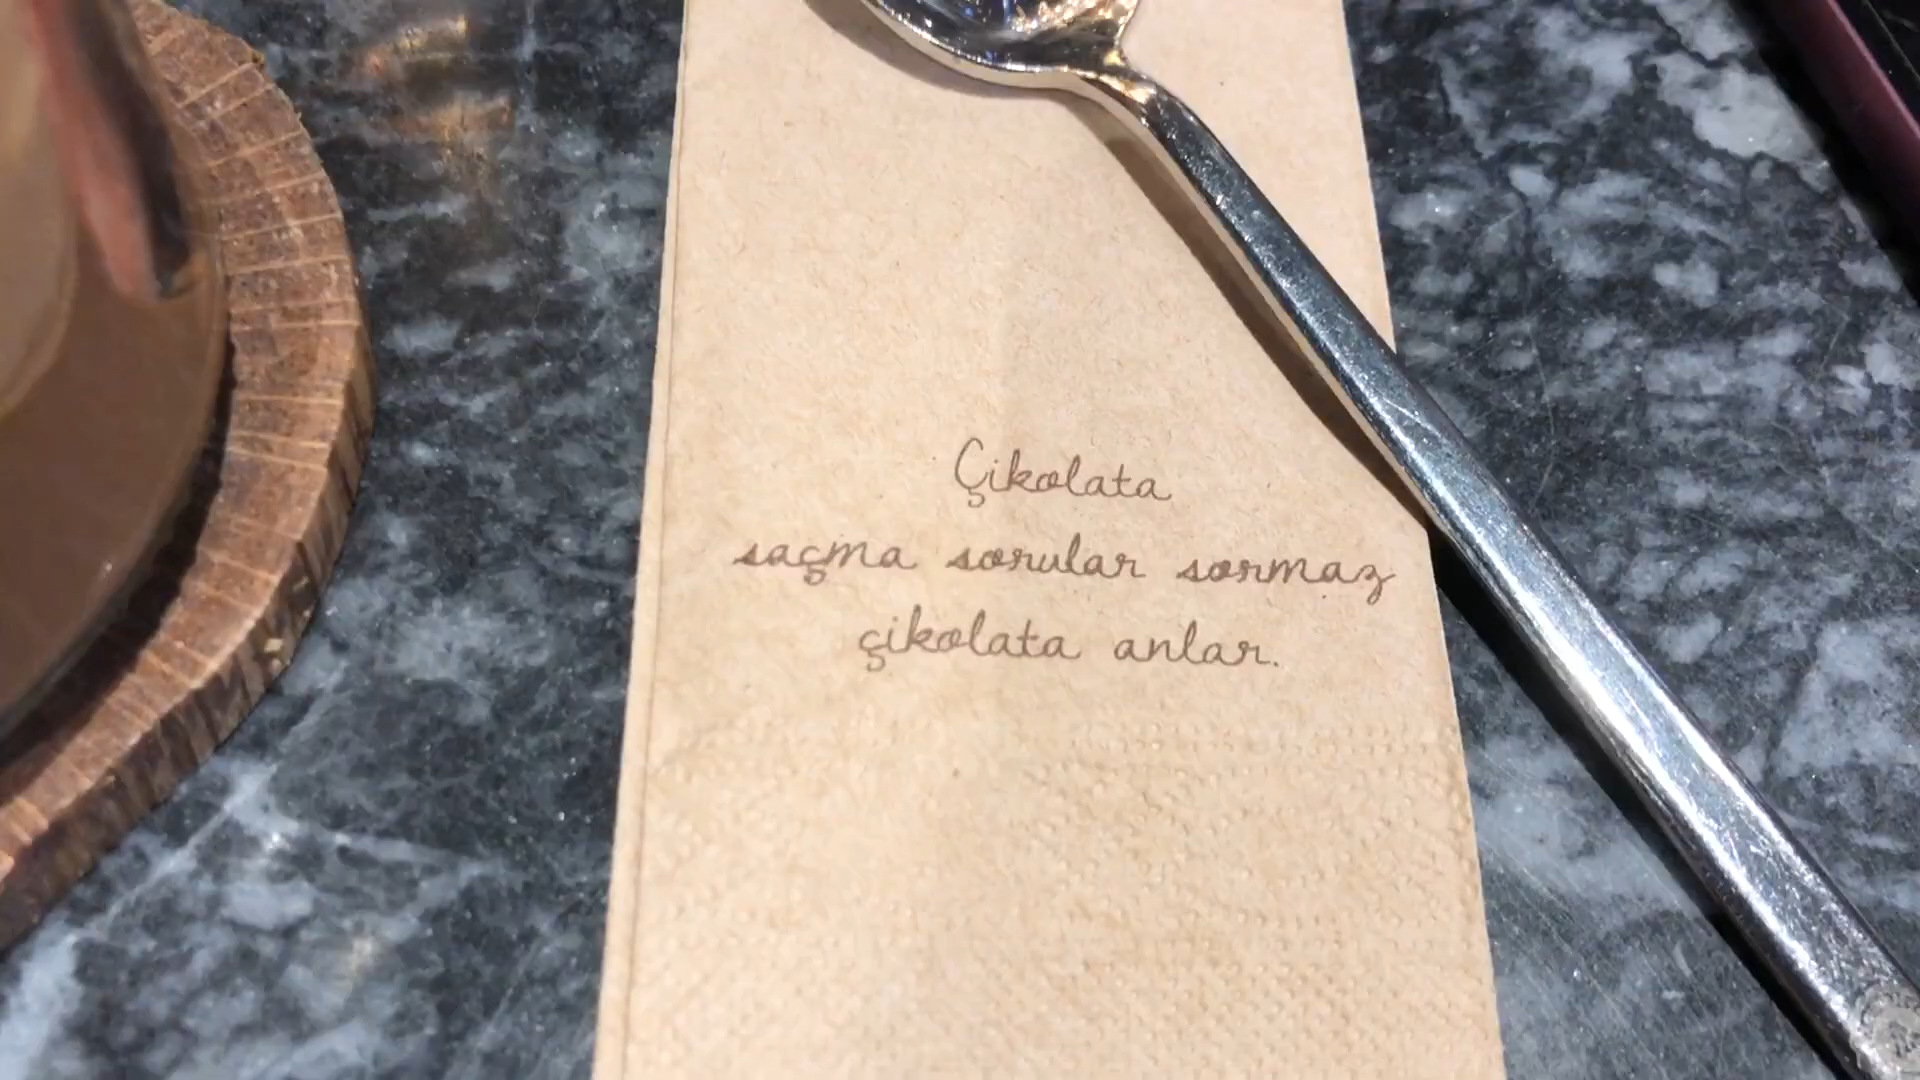 Çikolata
saçma sorular sormaz
çikolata anlar.